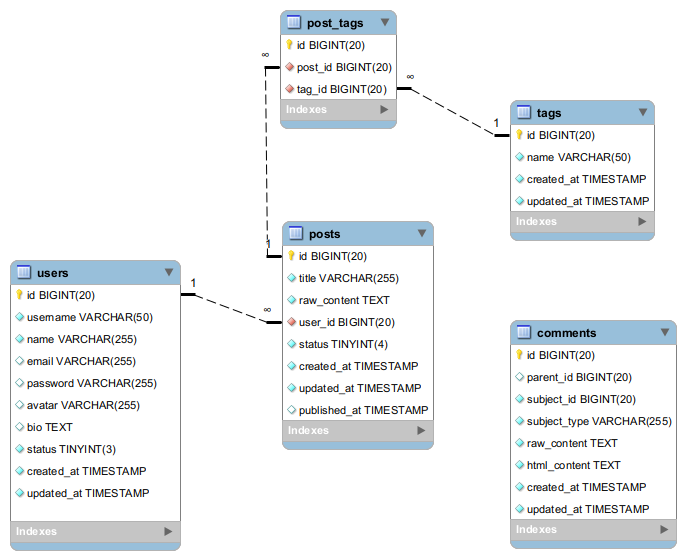 post_tags
id BIGINT(20)
post_id BIGINT(20)
tag_id BIGINT(20)
Indexes
∞
∞
1
tags
id BIGINT(20)
name VARCHAR(50)
created_at TIMESTAMP
updated_at TIMESTAMP
Indexes
1
posts
id BIGINT(20)
title VARCHAR(255)
raw_content TEXT
user_id BIGINT(20)
status TINYINT(4)
created_at TIMESTAMP
updated_at TIMESTAMP
published_at TIMESTAMP
Indexes
1
∞
users
id BIGINT(20)
username VARCHAR(50)
name VARCHAR(255)
email VARCHAR(255)
password VARCHAR(255)
avatar VARCHAR(255)
bio TEXT
status TINYINT(3)
created_at TIMESTAMP
updated_at TIMESTAMP
Indexes
comments
id BIGINT(20)
parent_id BIGINT(20)
subject_id BIGINT(20)
subject_type VARCHAR(255)
raw_content TEXT
html_content TEXT
created_at TIMESTAMP
updated_at TIMESTAMP
Indexes